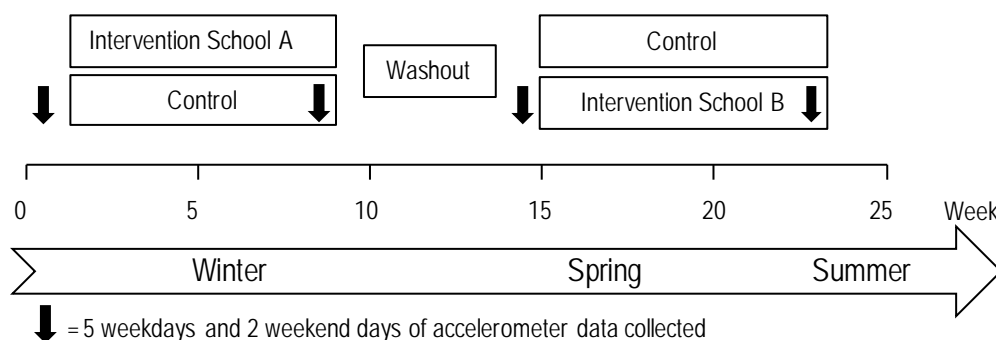 Intervention School A
Control
Washout
Control
Intervention School B
0 5 10 15 20 25 Week
Winter Spring Summer
= 5 weekdays and 2 weekend days of accelerometer data collected